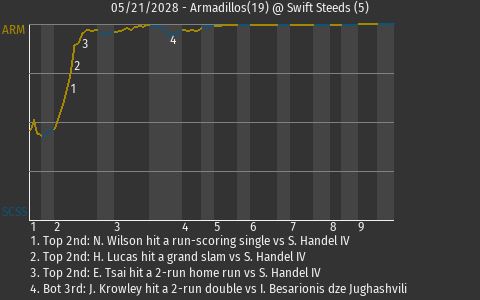 05/21/2028 - Armadillos(19) @ Swift Steeds (5)
ARM
3
4
2
1
SCSS
1 2 3 4 5 6 7 8 9
1. Top 2nd: N. Wilson hit a run-scoring single vs S. Handel IV
2. Top 2nd: H. Lucas hit a grand slam vs S. Handel IV
3. Top 2nd: E. Tsai hit a 2-run home run vs S. Handel IV
4. Bot 3rd: J. Krowley hit a 2-run double vs I. Besarionis dze Jughashvili